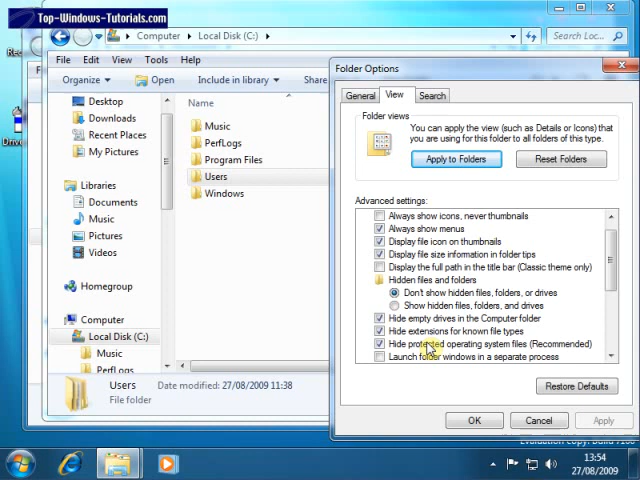 Top-Windows-Tutorials.com
Computer
Local Disk (C:)
Search Loc...
File Edit View Tools Help
Organize
Open
Include in library
Share
Desktop
Downloads
Recent Places
My Pictures
Libraries
Documents
Music
Pictures
Videos
Homegroup
Computer
Local Disk (C:)
Music
PerfLogs
Name
Music
PerfLogs
Program Files
Users
Windows
Users
Date modified: 27/08/2009 11:38
File folder
Folder Options
General View Search
Folder views
You can apply the view (such as Details or Icons) that
you are using for this folder to all folders of this type.
Apply to Folders
Reset Folders
Advanced settings:
Always show icons, never thumbnails
Always show menus
Display file icon on thumbnails
Display file size information in folder tips
Display the full path in the title bar (Classic theme only)
Hidden files and folders
Don't show hidden files, folders, or drives
Show hidden files, folders, and drives
Hide empty drives in the Computer folder
Hide extensions for known file types
Hide protected operating system files (Recommended)
Launch folder windows in a separate process
Restore Defaults
OK
Cancel
Apply
13:54
27/08/2009